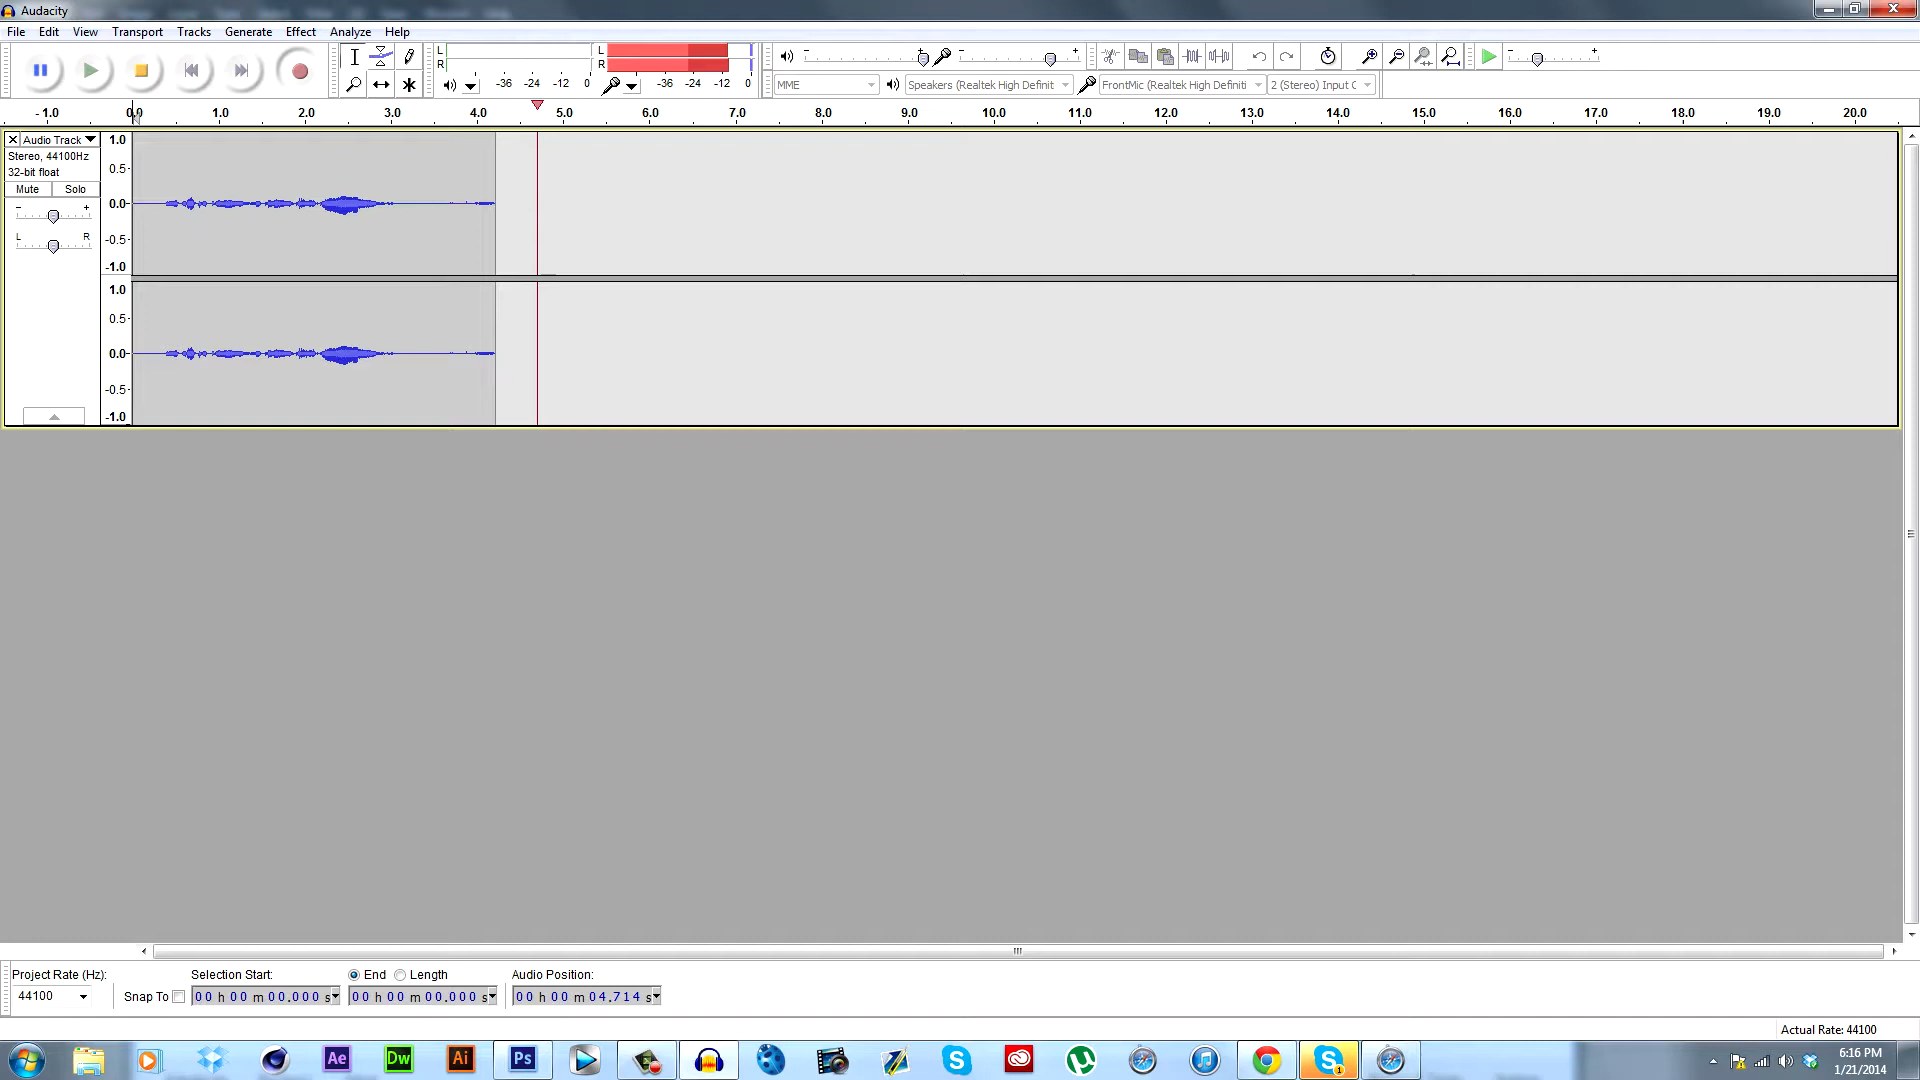 Audacity
File Edit View Transport Tracks Generate Effect Analyze Help
L R -36 -24 -12 0 L R -36 -24 -12 0
MME Speakers (Realtek High Definit FrontMic (Realtek High Definiti 2 (Stereo) Input C
- 1.0 0.0 1.0 2.0 3.0 4.0 5.0 6.0 7.0 8.0 9.0 10.0 11.0 12.0 13.0 14.0 15.0 16.0 17.0 18.0 19.0 20.0
Audio Track
Stereo, 44100Hz
32-bit float
Mute Solo
- +
L R
1.0
0.5-
0.0-
-0.5-
-1.0
1.0
0.5-
0.0-
-0.5-
-1.0
Project Rate (Hz): Selection Start: End Length Audio Position:
44100 Snap To 00 h 00 m 00.000 s 00 h 00 m 00.000 s 00 h 00 m 04.714 s
Actual Rate: 44100
Ae Dw Ai Ps
1
6:16 PM
1/21/2014